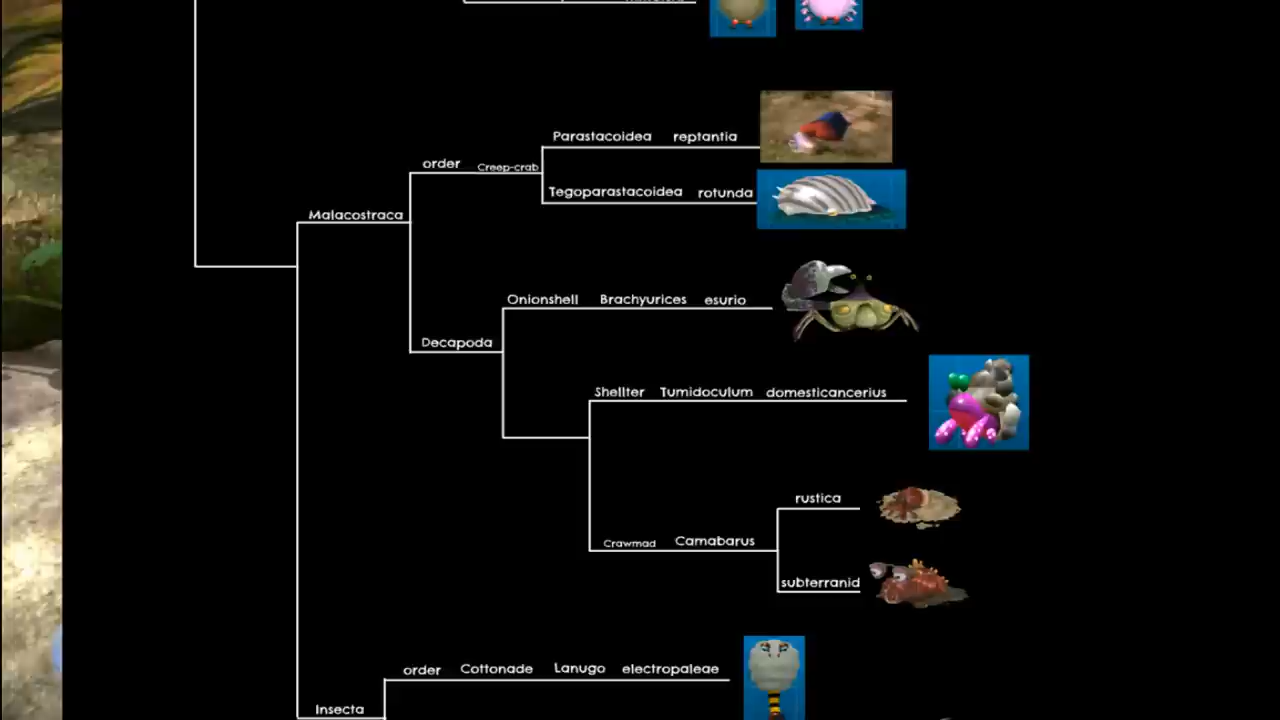 Parastacoidea reptantia
order Creep-crab
Tegoparastacoidea rotunda
Malacostraca
Onionshell Brachyurices esurio
Decapoda
Shellter Tumidoculum domesticancerius
rustica
Crawmad Camabarus
subterranid
order Cottonade Lanugo electropaleae
Insecta